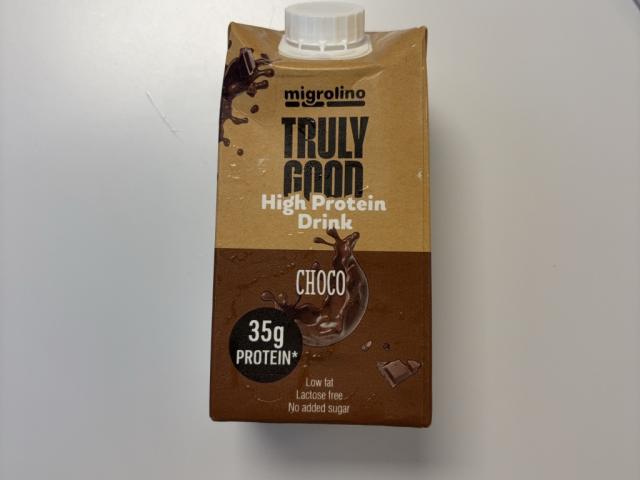 migrolino
TRULY
GOOD
High Protein
Drink
CHOCO
35g
PROTEIN*
Low fat
Lactose free
No added sugar